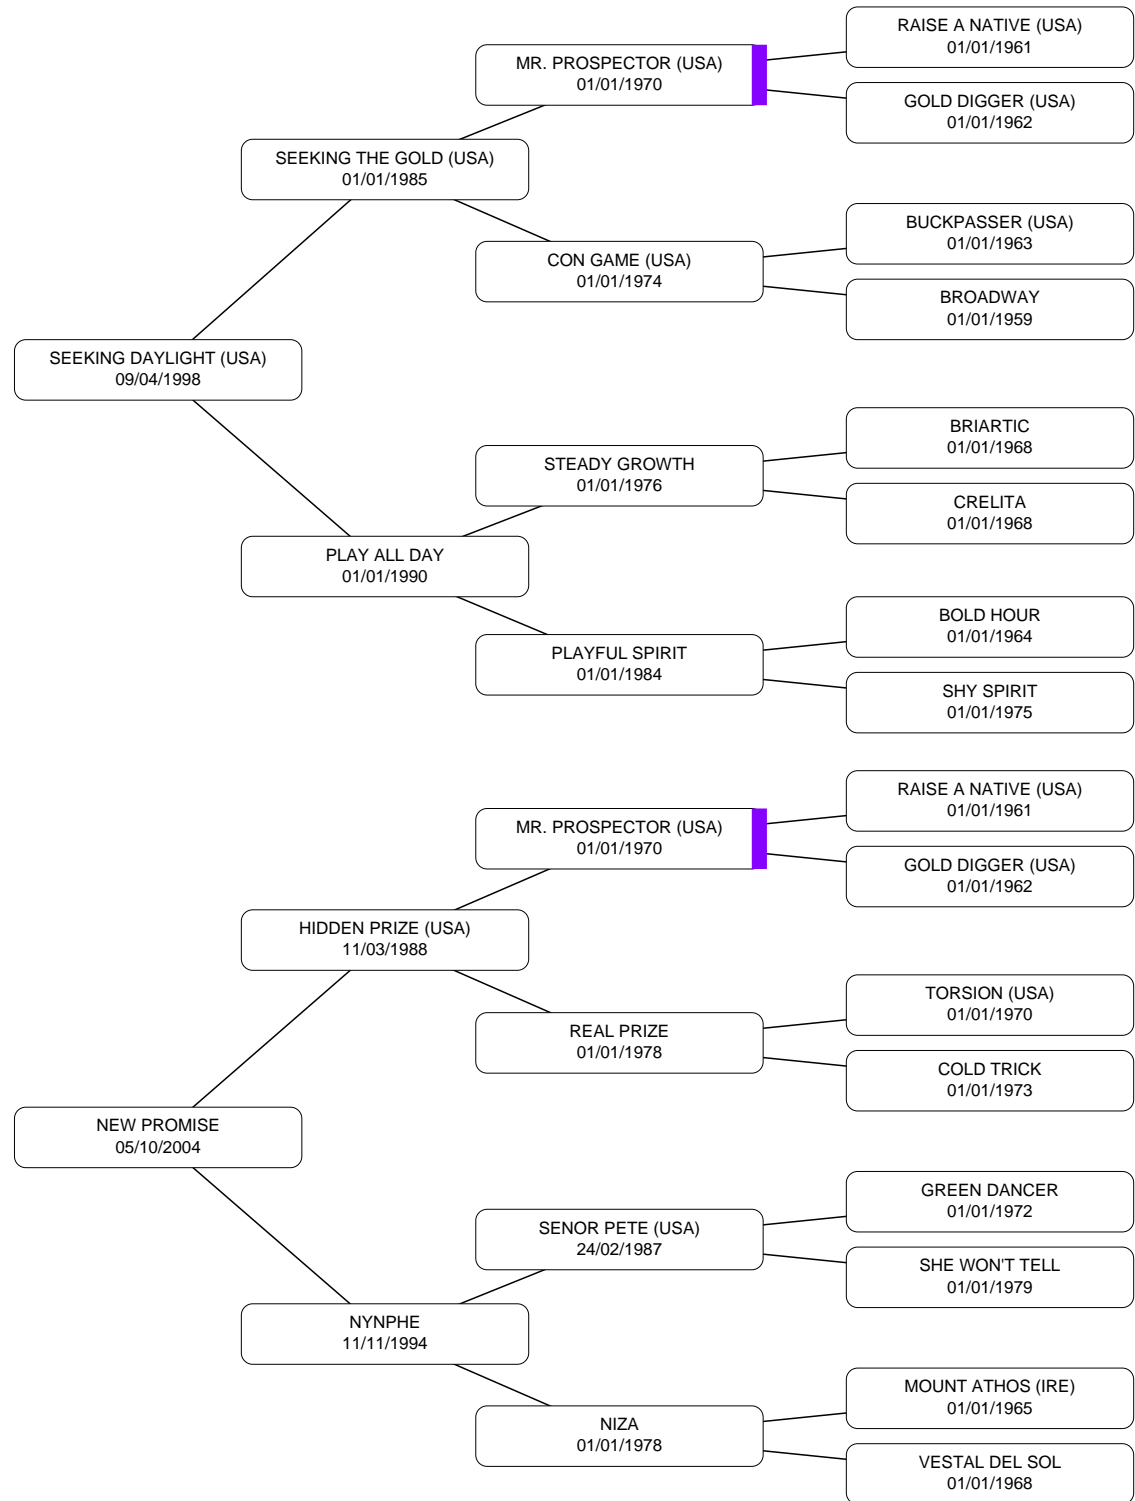 RAISE A NATIVE (USA)
01/01/1961
MR. PROSPECTOR (USA)
01/01/1970
GOLD DIGGER (USA)
01/01/1962
SEEKING THE GOLD (USA)
01/01/1985
BUCKPASSER (USA)
01/01/1963
CON GAME (USA)
01/01/1974
BROADWAY
01/01/1959
SEEKING DAYLIGHT (USA)
09/04/1998
BRIARTIC
01/01/1968
STEADY GROWTH
01/01/1976
CRELITA
01/01/1968
PLAY ALL DAY
01/01/1990
BOLD HOUR
01/01/1964
PLAYFUL SPIRIT
01/01/1984
SHY SPIRIT
01/01/1975
RAISE A NATIVE (USA)
01/01/1961
MR. PROSPECTOR (USA)
01/01/1970
GOLD DIGGER (USA)
01/01/1962
HIDDEN PRIZE (USA)
11/03/1988
TORSION (USA)
01/01/1970
REAL PRIZE
01/01/1978
COLD TRICK
01/01/1973
NEW PROMISE
05/10/2004
GREEN DANCER
01/01/1972
SENOR PETE (USA)
24/02/1987
SHE WON'T TELL
01/01/1979
NYNPHE
11/11/1994
MOUNT ATHOS (IRE)
01/01/1965
NIZA
01/01/1978
VESTAL DEL SOL
01/01/1968